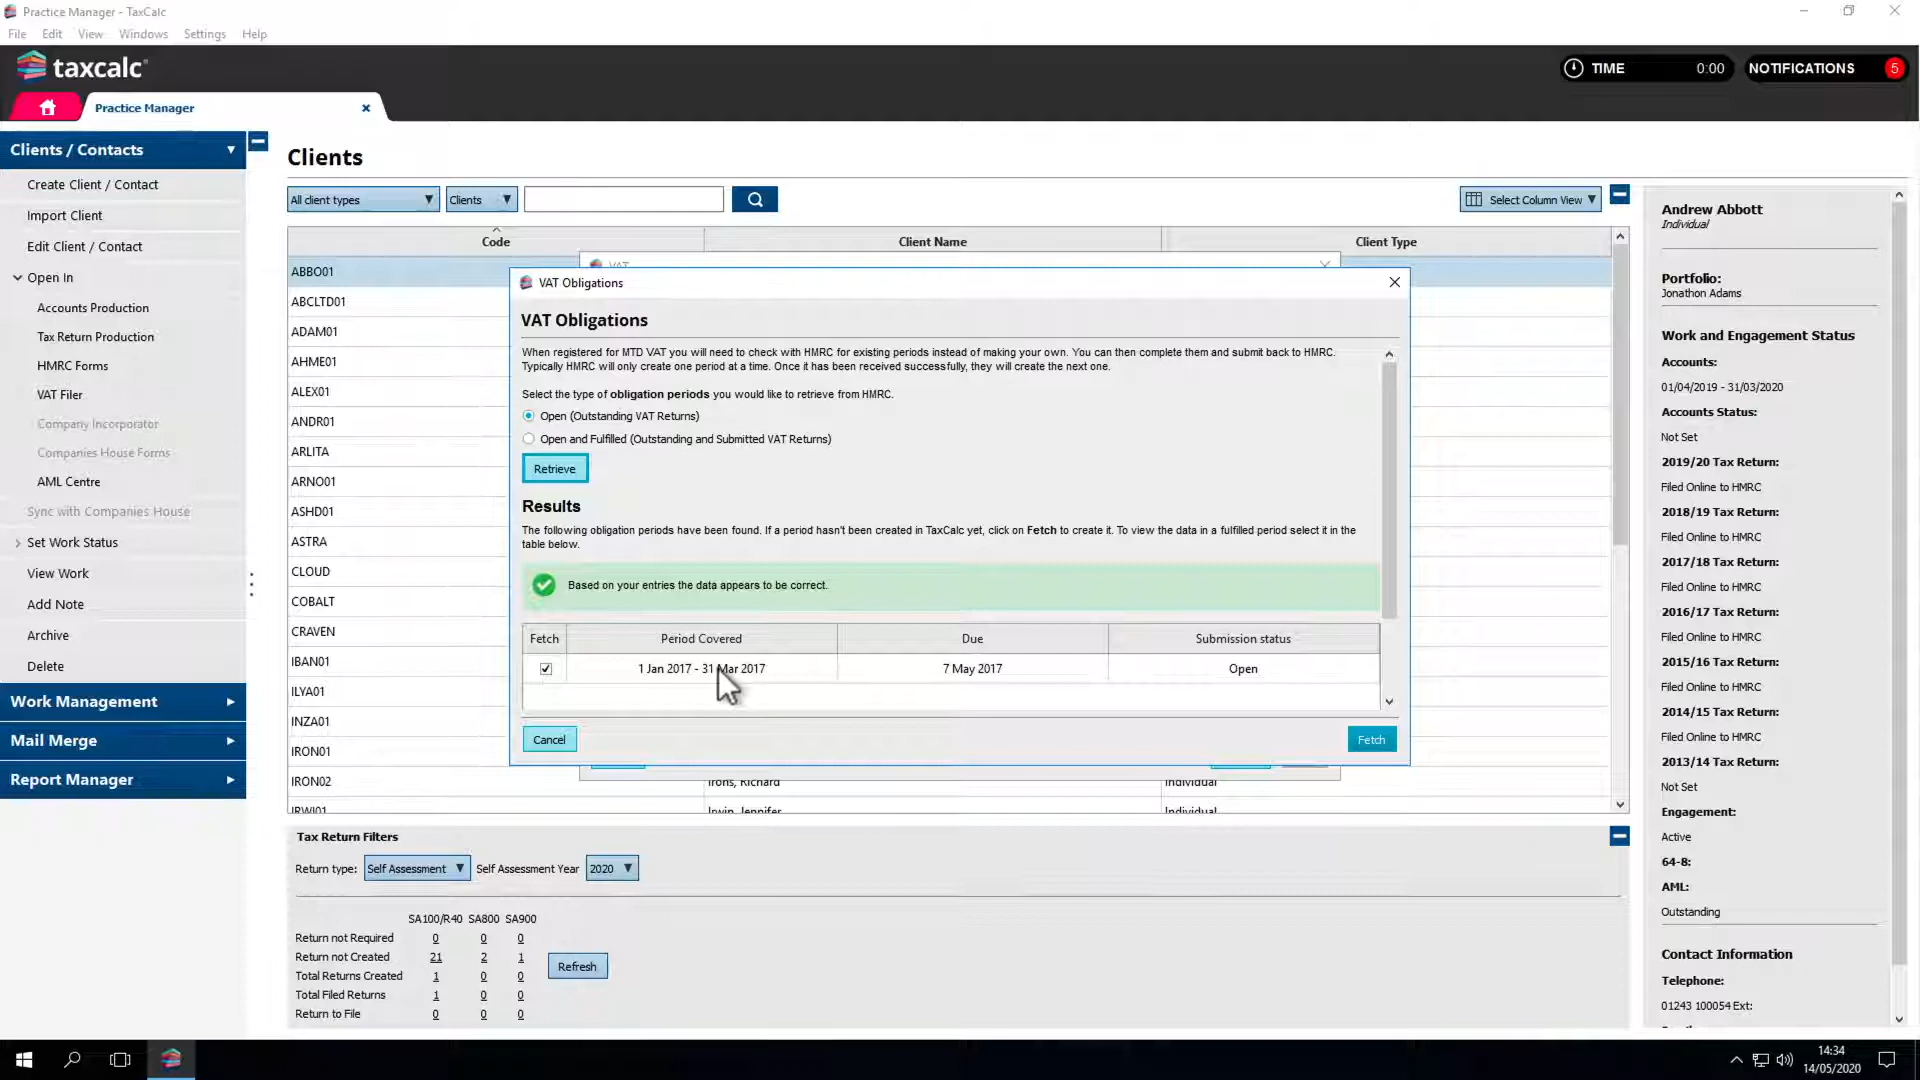 Practice Manager - TaxCalc
File Edit View Windows Settings Help
taxcalc
TIME 0:00 NOTIFICATIONS 5
Practice Manager
Clients / Contacts
Create Client / Contact
Import Client
Edit Client / Contact
Open In
Accounts Production
Tax Return Production
HMRC Forms
VAT Filer
Company Incorporator
Companies House Forms
AML Centre
Sync with Companies House
Set Work Status
View Work
Add Note
Archive
Delete
Work Management
Mail Merge
Report Manager
Clients
All client types Clients Select Column View
Code Client Name Client Type
ABBO01
ABCLTD01
ADAM01
AHME01
ALEX01
ANDR01
ARLITA
ARNO01
ASHD01
ASTRA
CLOUD
COBALT
CRAVEN
IBAN01
ILYA01
INZA01
IRON01
IRON02 Irons, Richard Individual
IRWI01 Irwin, Jennifer Individual
VAT
VAT Obligations
VAT Obligations
When registered for MTD VAT you will need to check with HMRC for existing periods instead of making your own. You can then complete them and submit back to HMRC.
Typically HMRC will only create one period at a time. Once it has been received successfully, they will create the next one.
Select the type of obligation periods you would like to retrieve from HMRC.
Open (Outstanding VAT Returns)
Open and Fulfilled (Outstanding and Submitted VAT Returns)
Retrieve
Results
The following obligation periods have been found. If a period hasn't been created in TaxCalc yet, click on Fetch to create it. To view the data in a fulfilled period select it in the
table below.
Based on your entries the data appears to be correct.
Fetch Period Covered Due Submission status
1 Jan 2017 - 31 Mar 2017 7 May 2017 Open
Cancel Fetch
Tax Return Filters
Return type: Self Assessment Self Assessment Year 2020
SA100/R40 SA800 SA900
Return not Required 0 0 0
Return not Created 21 2 1
Total Returns Created 1 0 0
Total Filed Returns 1 0 0
Return to File 0 0 0
Refresh
Andrew Abbott
Individual
Portfolio:
Jonathon Adams
Work and Engagement Status
Accounts:
01/04/2019 - 31/03/2020
Accounts Status:
Not Set
2019/20 Tax Return:
Filed Online to HMRC
2018/19 Tax Return:
Filed Online to HMRC
2017/18 Tax Return:
Filed Online to HMRC
2016/17 Tax Return:
Filed Online to HMRC
2015/16 Tax Return:
Filed Online to HMRC
2014/15 Tax Return:
Filed Online to HMRC
2013/14 Tax Return:
Not Set
Engagement:
Active
64-8:
AML:
Outstanding
Contact Information
Telephone:
01243 100054 Ext:
14:34
14/05/2020